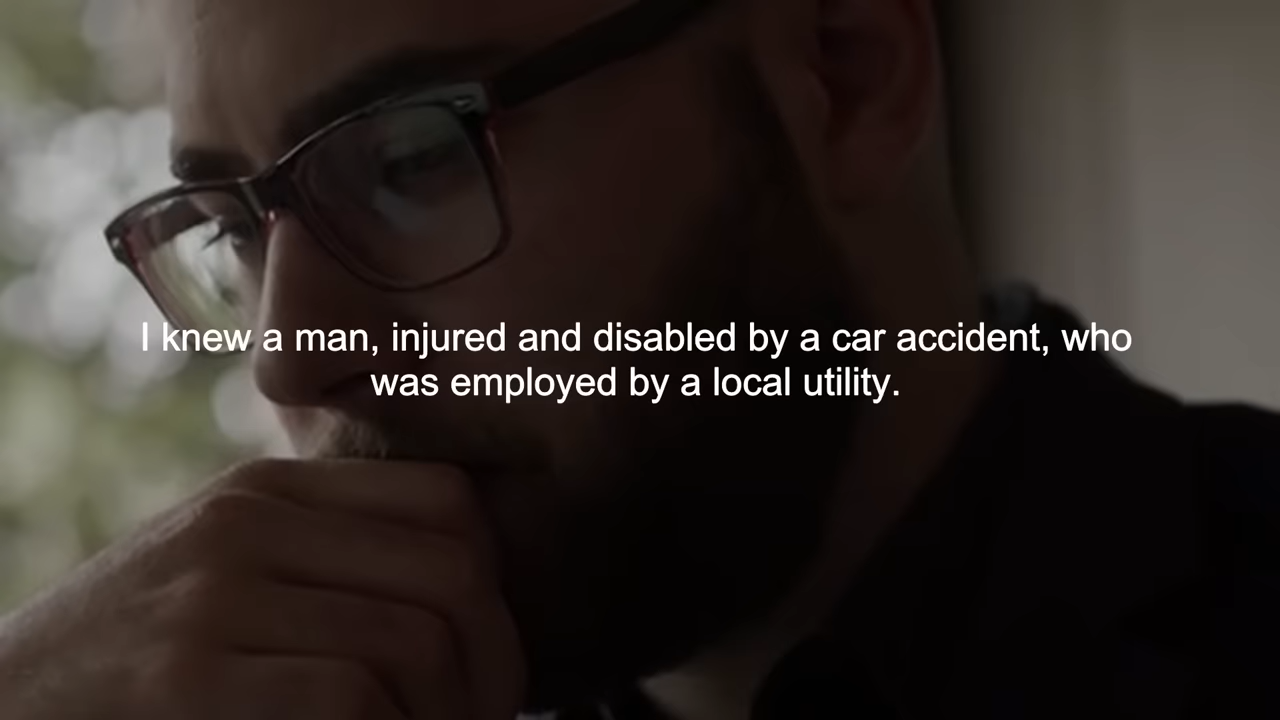 I knew a man, injured and disabled by a car accident, who
was employed by a local utility.